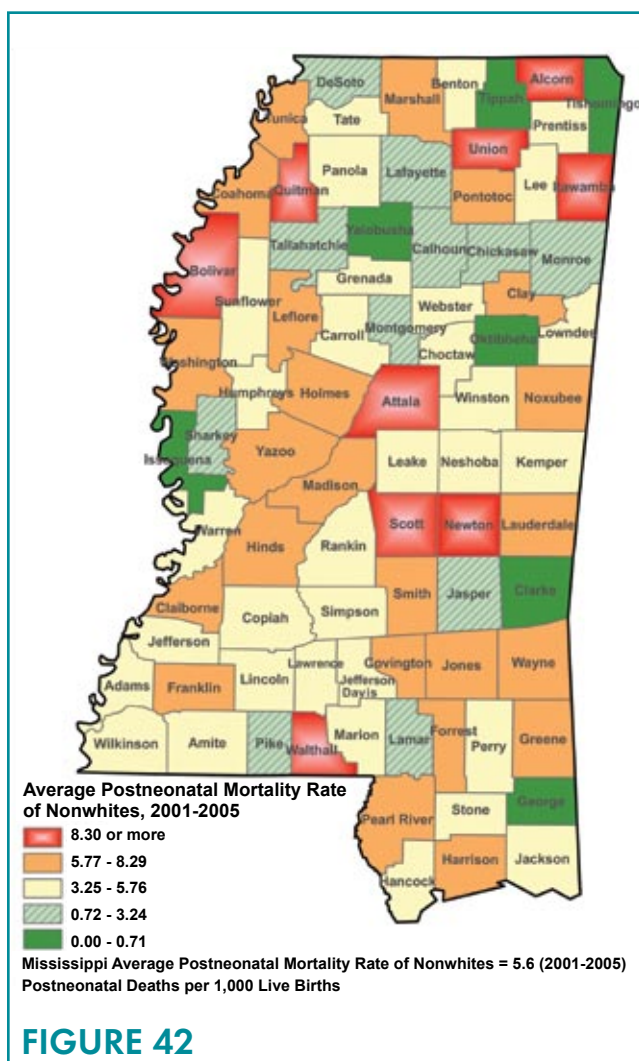 DeSoto
Benton
Alcorn
Marshall
Tippah
Tishomingo
Tunica
Tate
Prentiss
Union
Panola
Lafayette
Quitman
Coahoma
Pontotoc
Lee
Itawamba
Yalobusha
Tallahatchie
Calhoun
Chickasaw
Monroe
Bolivar
Grenada
Sunflower
Clay
Leflore
Webster
Carroll
Montgomery
Oktibbeha
Lowndes
Choctaw
Washington
Humphreys
Holmes
Attala
Winston
Noxubee
Sharkey
Yazoo
Issaquena
Leake
Neshoba
Kemper
Madison
Warren
Scott
Newton
Lauderdale
Hinds
Rankin
Claiborne
Smith
Jasper
Clarke
Copiah
Simpson
Jefferson
Lawrence
Covington
Jones
Wayne
Adams
Franklin
Lincoln
Jefferson
Davis
Wilkinson
Amite
Pike
Walthall
Marion
Lamar
Forrest
Perry
Greene
Average Postneonatal Mortality Rate
of Nonwhites, 2001-2005
8.30 or more
5.77 - 8.29
3.25 - 5.76
0.72 - 3.24
0.00 - 0.71
Pearl River
Stone
George
Hancock
Harrison
Jackson
Mississippi Average Postneonatal Mortality Rate of Nonwhites = 5.6 (2001-2005)
Postneonatal Deaths per 1,000 Live Births
FIGURE 42